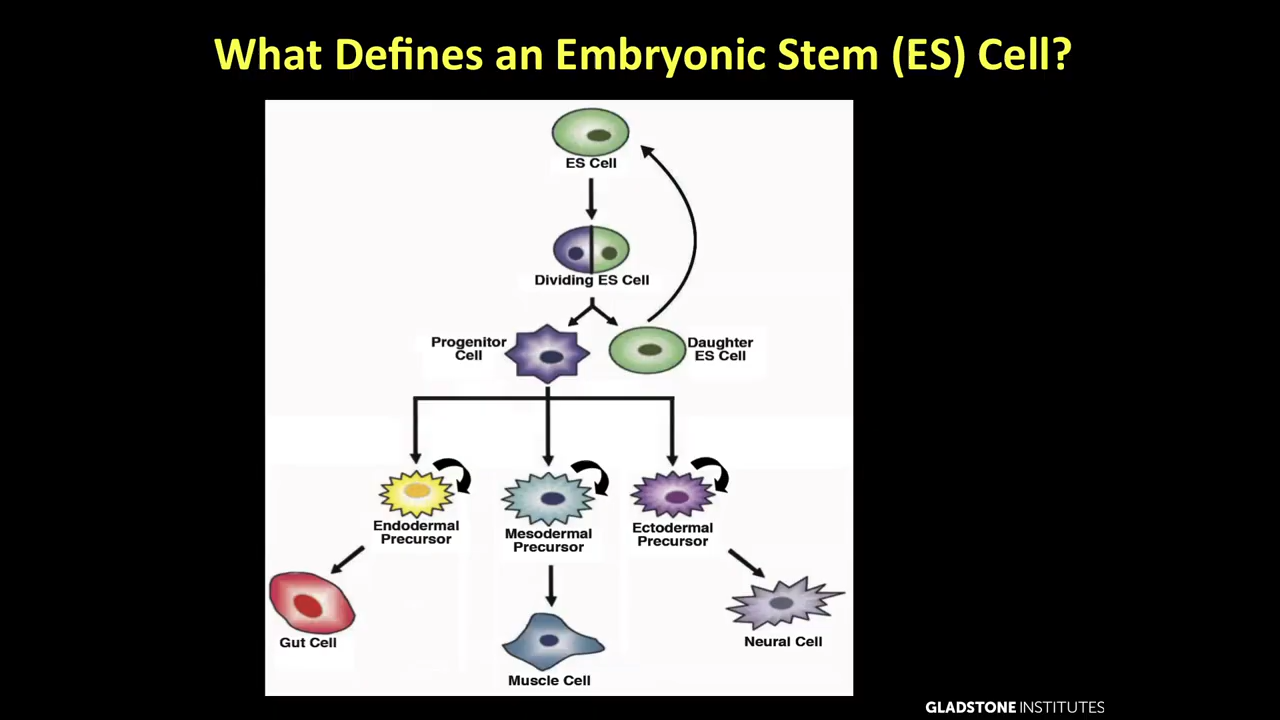 What Defines an Embryonic Stem (ES) Cell?
ES Cell
Dividing ES Cell
Progenitor
Cell
Daughter
ES Cell
Endodermal
Precursor
Mesodermal
Precursor
Ectodermal
Precursor
Gut Cell
Muscle Cell
Neural Cell
GLADSTONE INSTITUTES